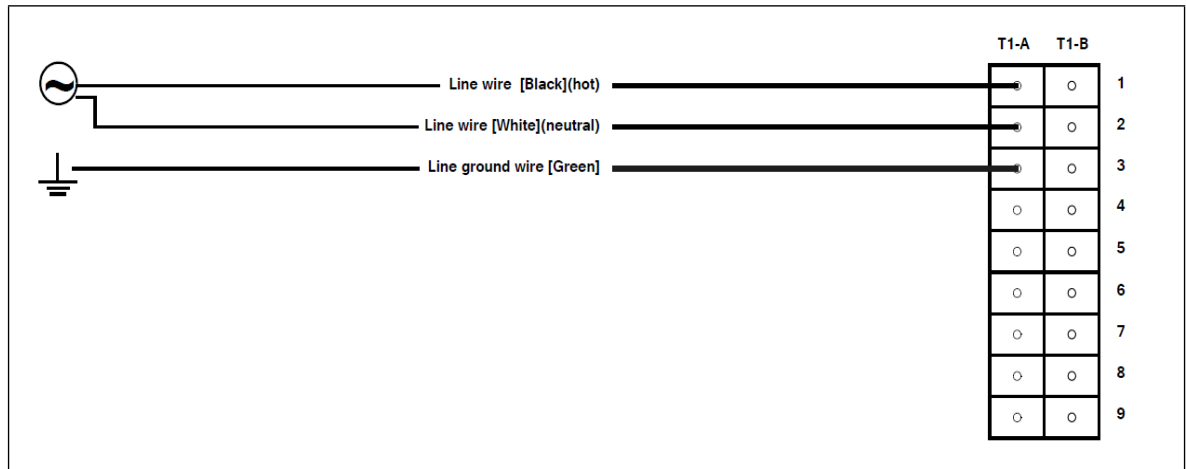 T1-A T1-B
Line wire [Black](hot) 1
Line wire [White](neutral) 2
Line ground wire [Green] 3
4
5
6
7
8
9